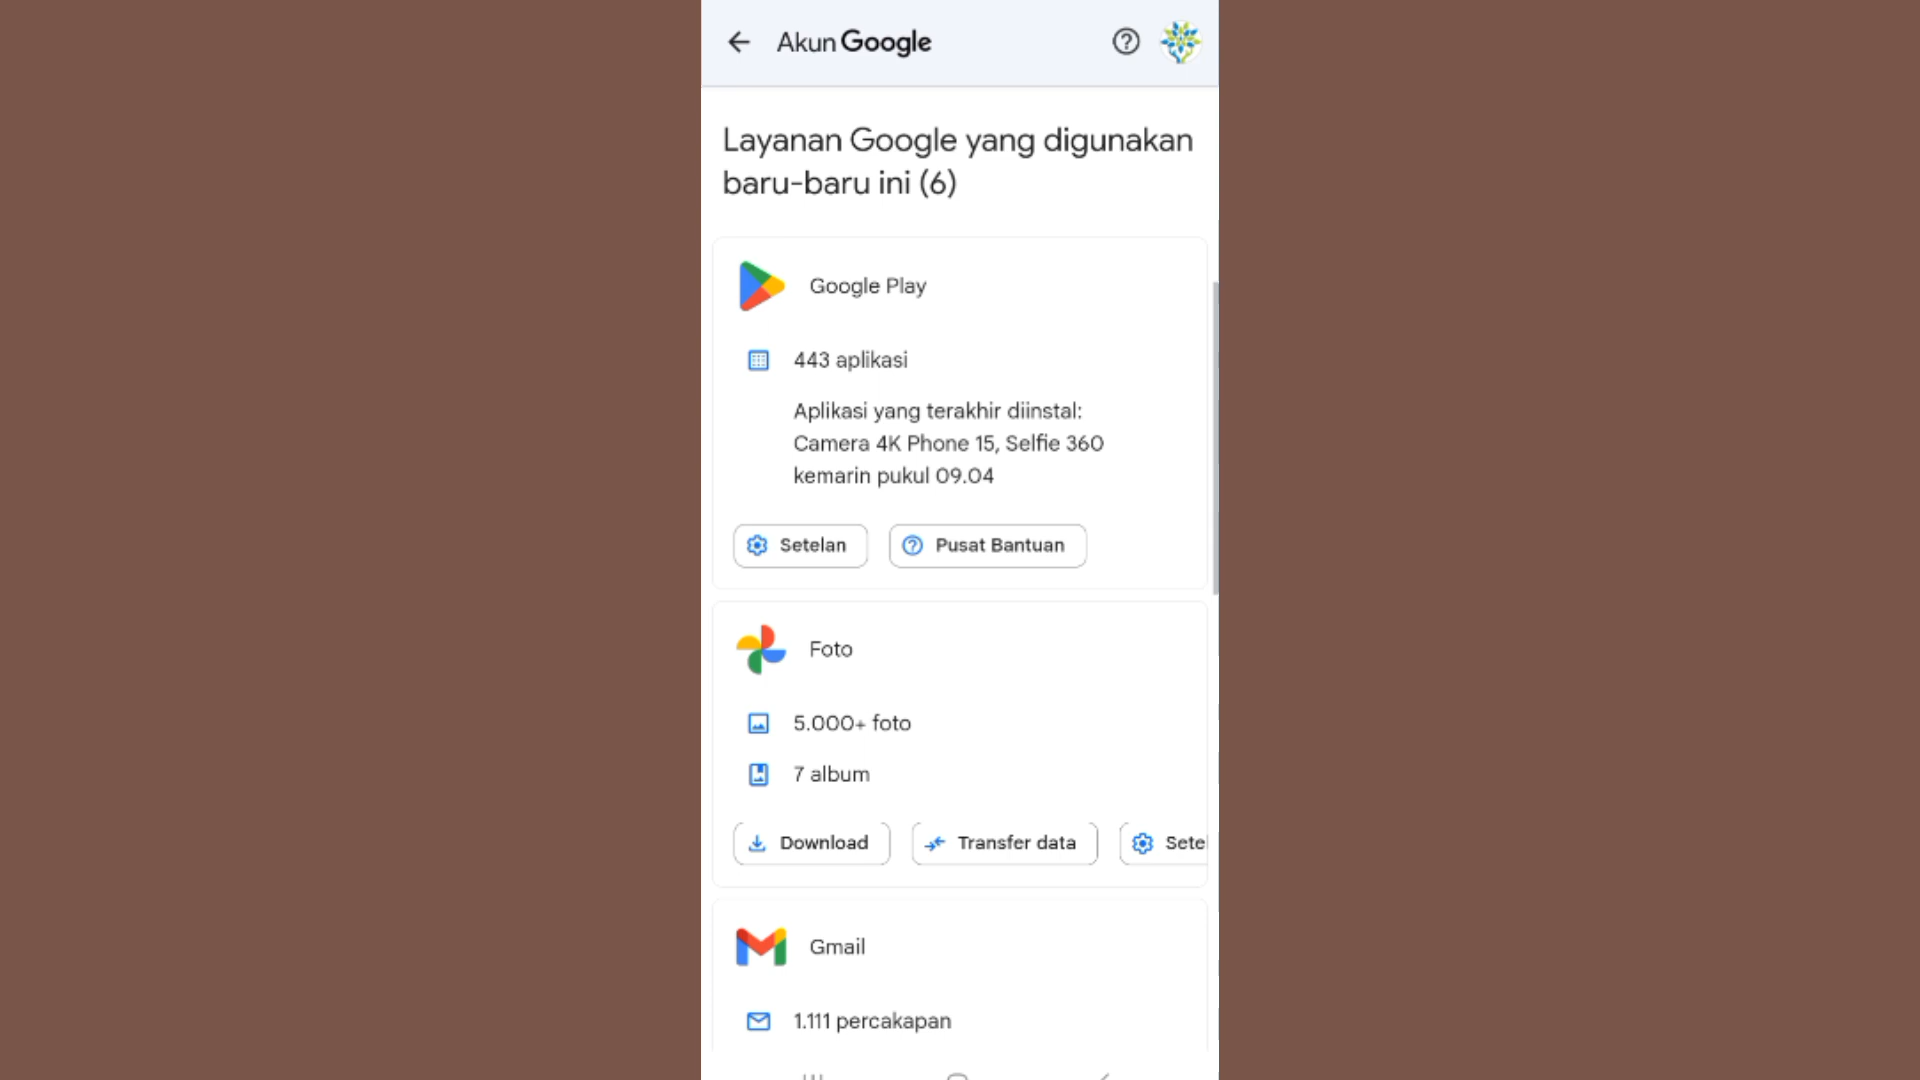 Akun Google
Layanan Google yang digunakan
baru-baru ini (6)
Google Play
443 aplikasi
Aplikasi yang terakhir diinstal:
Camera 4K Phone 15, Selfie 360
kemarin pukul 09.04
Setelan
Pusat Bantuan
Foto
5.000+ foto
7 album
Download
Transfer data
Setel
Gmail
1.111 percakapan